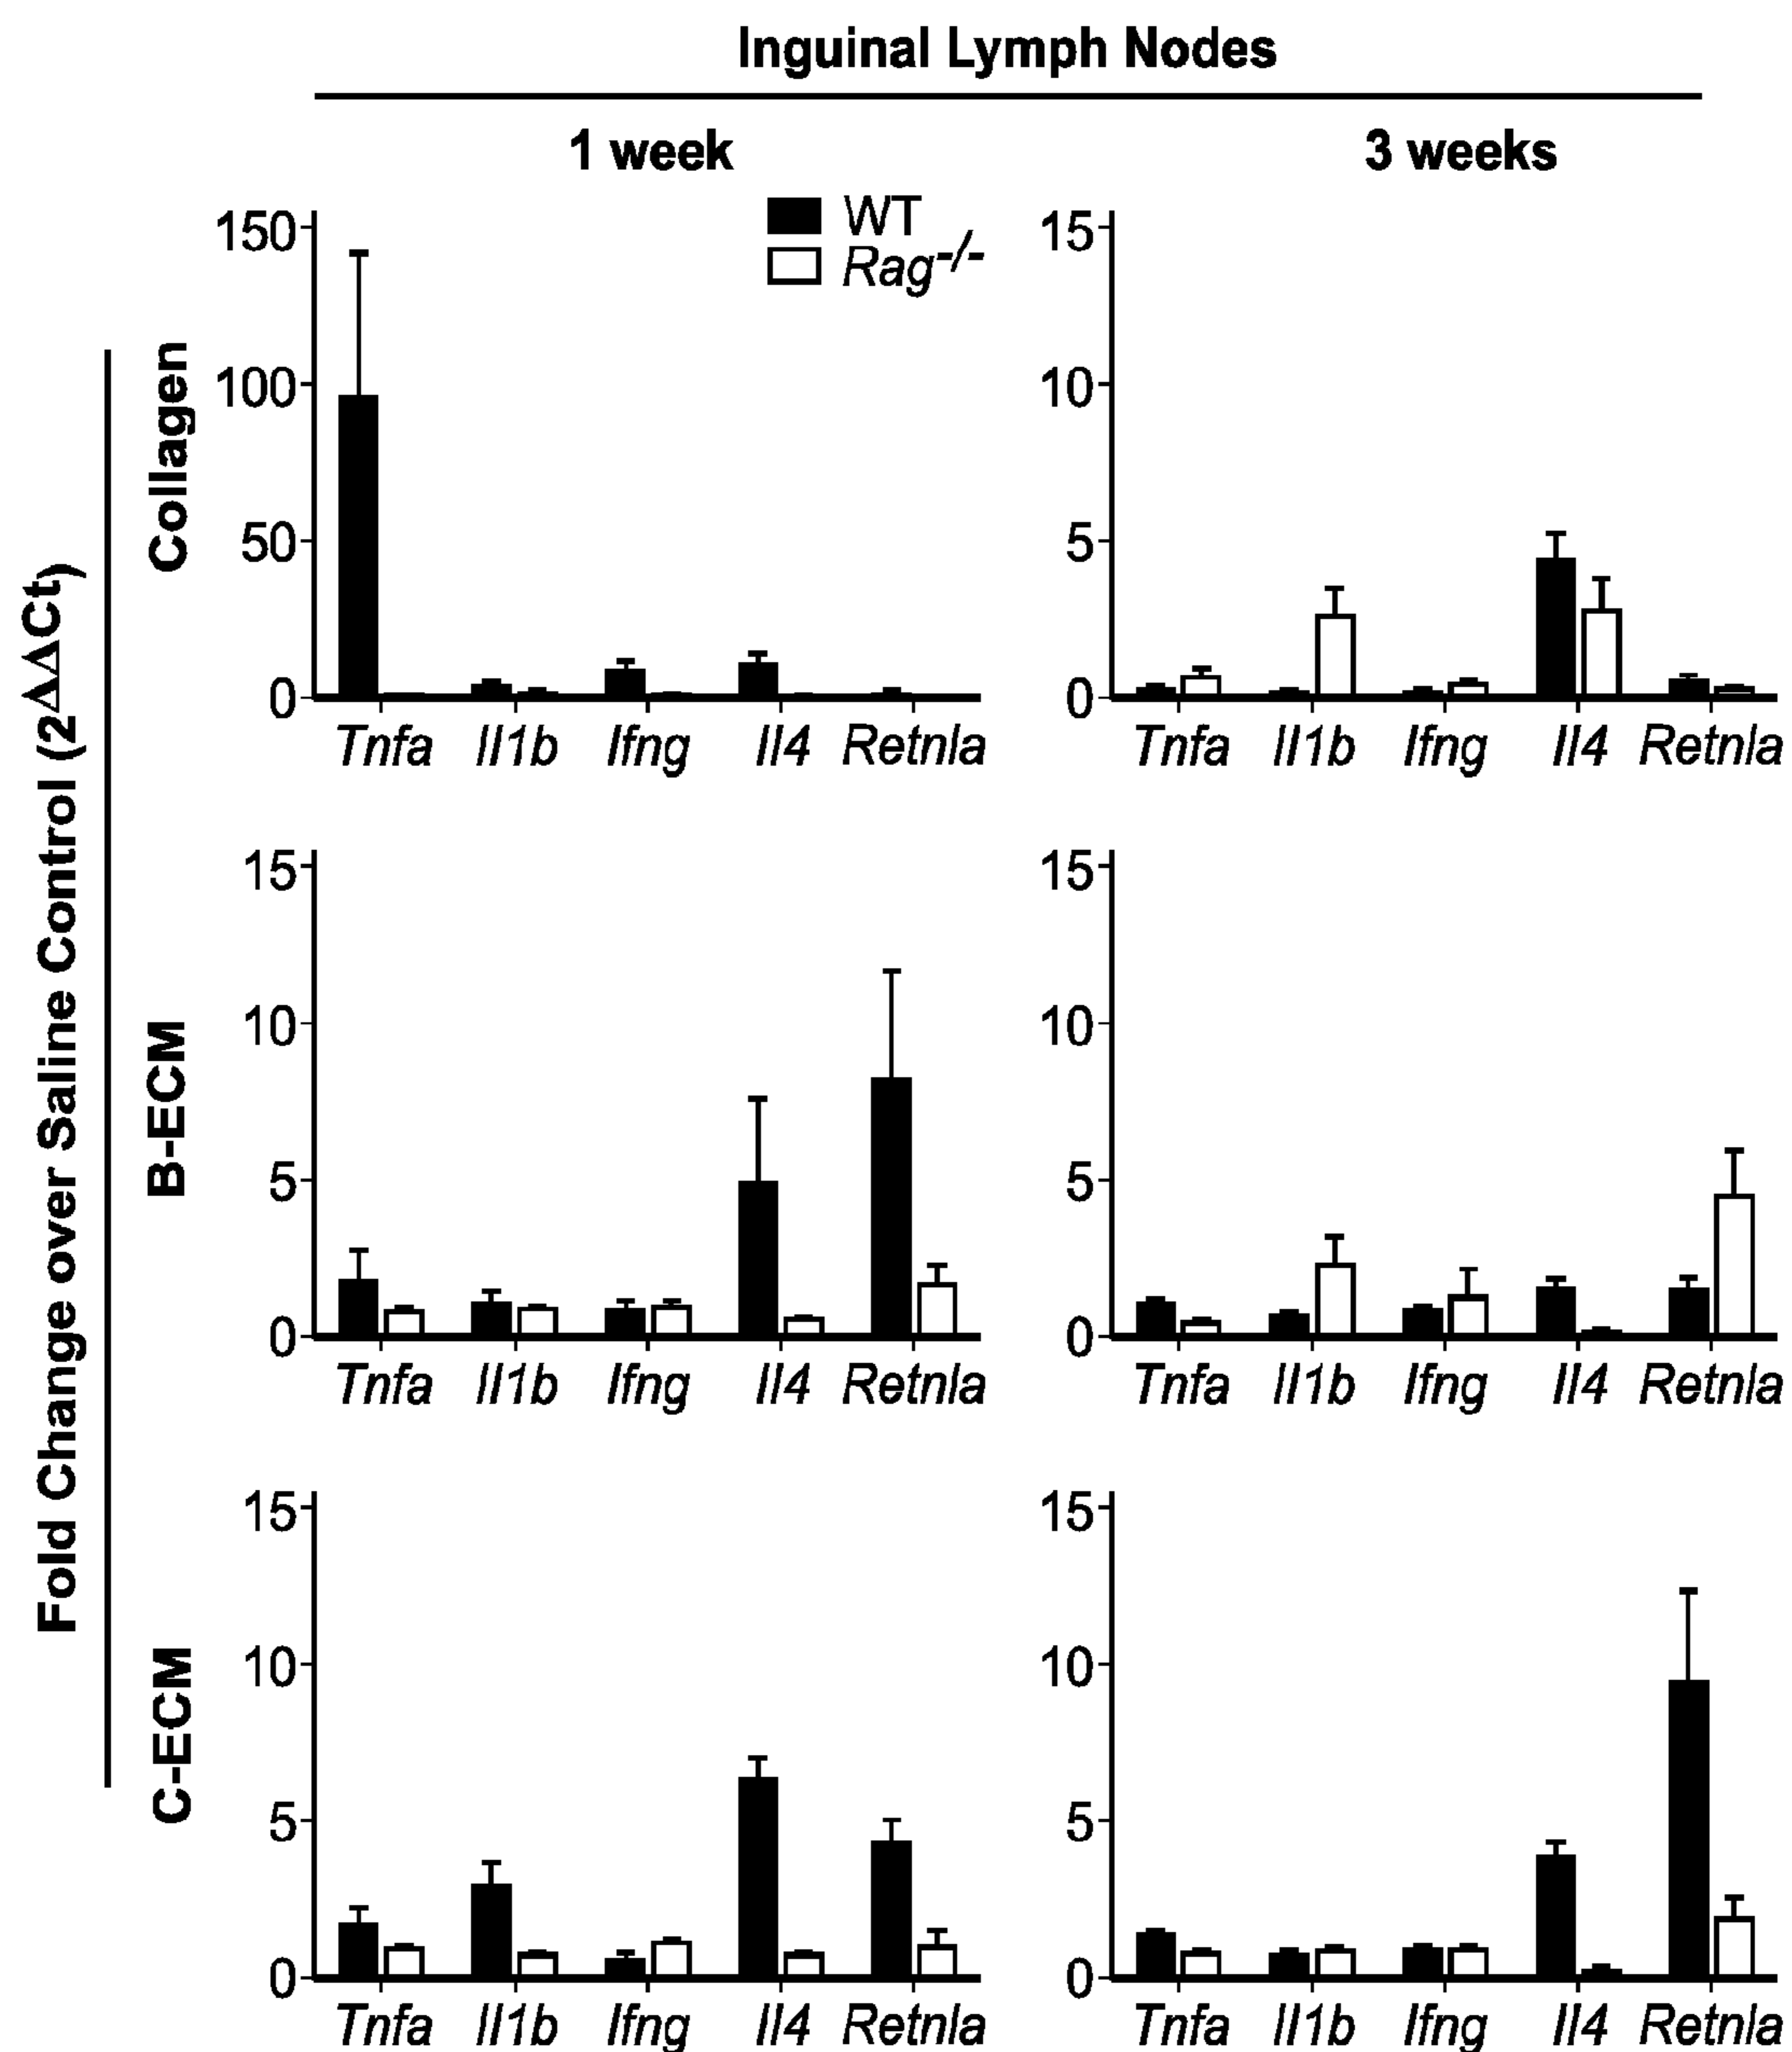 Inguinal Lymph Nodes
1 week
3 weeks
WT
Rag-/-
Fold Change over Saline Control (2ΔΔCt)
Collagen
150
100
50
0
Tnfa Il1b Ifng Il4 Retnla
15
10
5
0
Tnfa Il1b Ifng Il4 Retnla
B-ECM
15
10
5
0
Tnfa Il1b Ifng Il4 Retnla
15
10
5
0
Tnfa Il1b Ifng Il4 Retnla
C-ECM
15
10
5
0
Tnfa Il1b Ifng Il4 Retnla
15
10
5
0
Tnfa Il1b Ifng Il4 Retnla